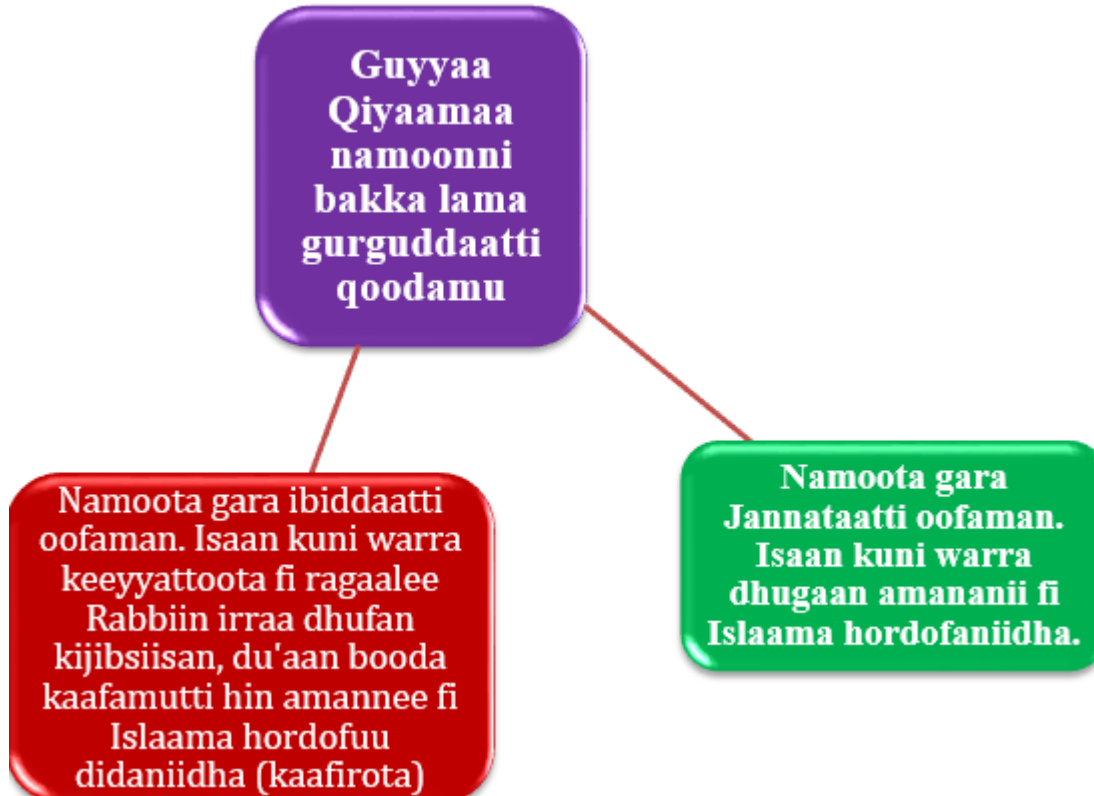 Guyyaa
Qiyaamaa
namoonni
bakka lama
gurguddaatti
qoodamu
Namoota gara ibiddaatti
oofaman. Isaan kuni warra
keeyyattoota fi ragaalee
Rabbiin irraa dhufan
kijibsiisan, du'aan booda
kaafamutti hin amannee fi
Islaama hordofuu
didaniidha (kaafirota)
Namoota gara
Jannataatti oofaman.
Isaan kuni warra
dhugaan amananii fi
Islaama hordofaniidha.